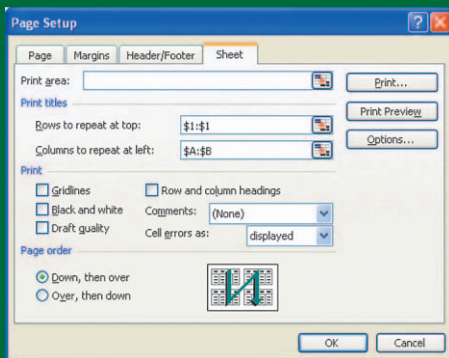 Page Setup
Page Margins Header/Footer Sheet
Print area:
Print...
Print titles
Print Preview
Rows to repeat at top: $1:$1
Options...
Columns to repeat at left: $A:$B
Print
Gridlines Row and column headings
Black and white Comments: (None)
Draft quality Cell errors as: displayed
Page order
Down, then over
Over, then down
OK Cancel